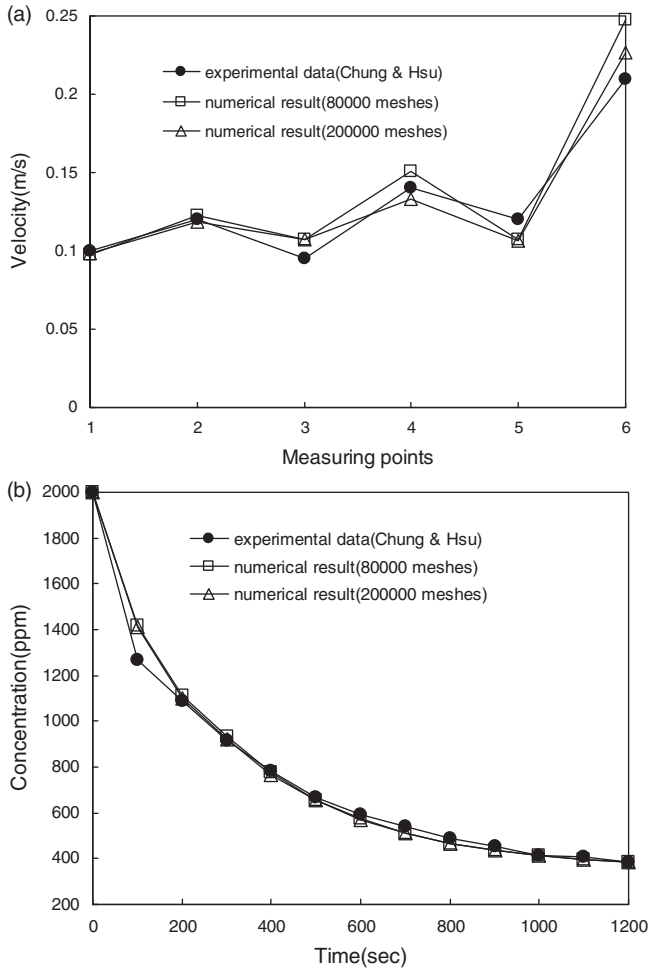 (a)
0.25
0.2
0.15
0.1
0.05
0
Velocity(m/s)
experimental data(Chung & Hsu)
numerical result(80000 meshes)
numerical result(200000 meshes)
1 2 3 4 5 6
Measuring points
(b)
2000
1800
1600
1400
1200
1000
800
600
400
200
Concentration(ppm)
experimental data(Chung & Hsu)
numerical result(80000 meshes)
numerical result(200000 meshes)
0 200 400 600 800 1000 1200
Time(sec)